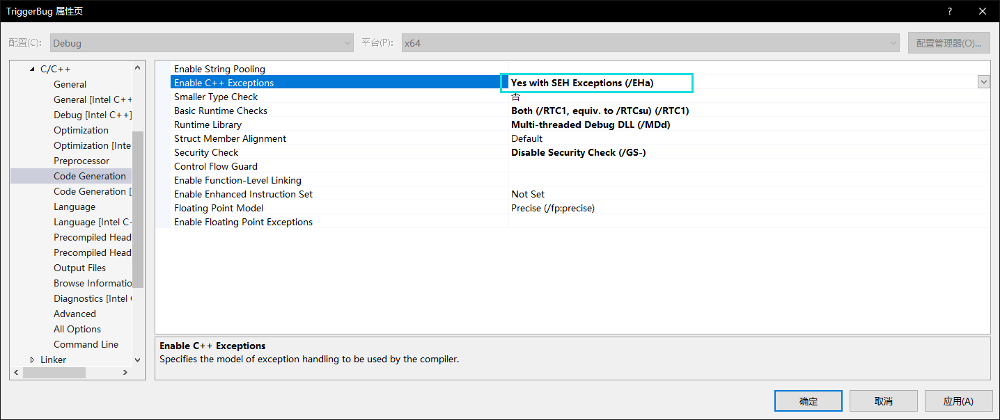 TriggerBug 属性页
配置(C): Debug 平台(P): x64 配置管理器(O)...
C/C++
General
General [Intel C++
Debug [Intel C++]
Optimization
Optimization [Inte
Preprocessor
Code Generation
Code Generation [
Language
Language [Intel C-
Precompiled Head
Precompiled Head
Output Files
Browse Informatio
Diagnostics [Intel
Advanced
All Options
Command Line
Linker
Enable String Pooling
Enable C++ Exceptions Yes with SEH Exceptions (/EHa)
Smaller Type Check 否
Basic Runtime Checks Both (/RTC1, equiv. to /RTCsu) (/RTC1)
Runtime Library Multi-threaded Debug DLL (/MDd)
Struct Member Alignment Default
Security Check Disable Security Check (/GS-)
Control Flow Guard
Enable Function-Level Linking
Enable Enhanced Instruction Set Not Set
Floating Point Model Precise (/fp:precise)
Enable Floating Point Exceptions
Enable C++ Exceptions
Specifies the model of exception handling to be used by the compiler.
确定 取消 应用(A)